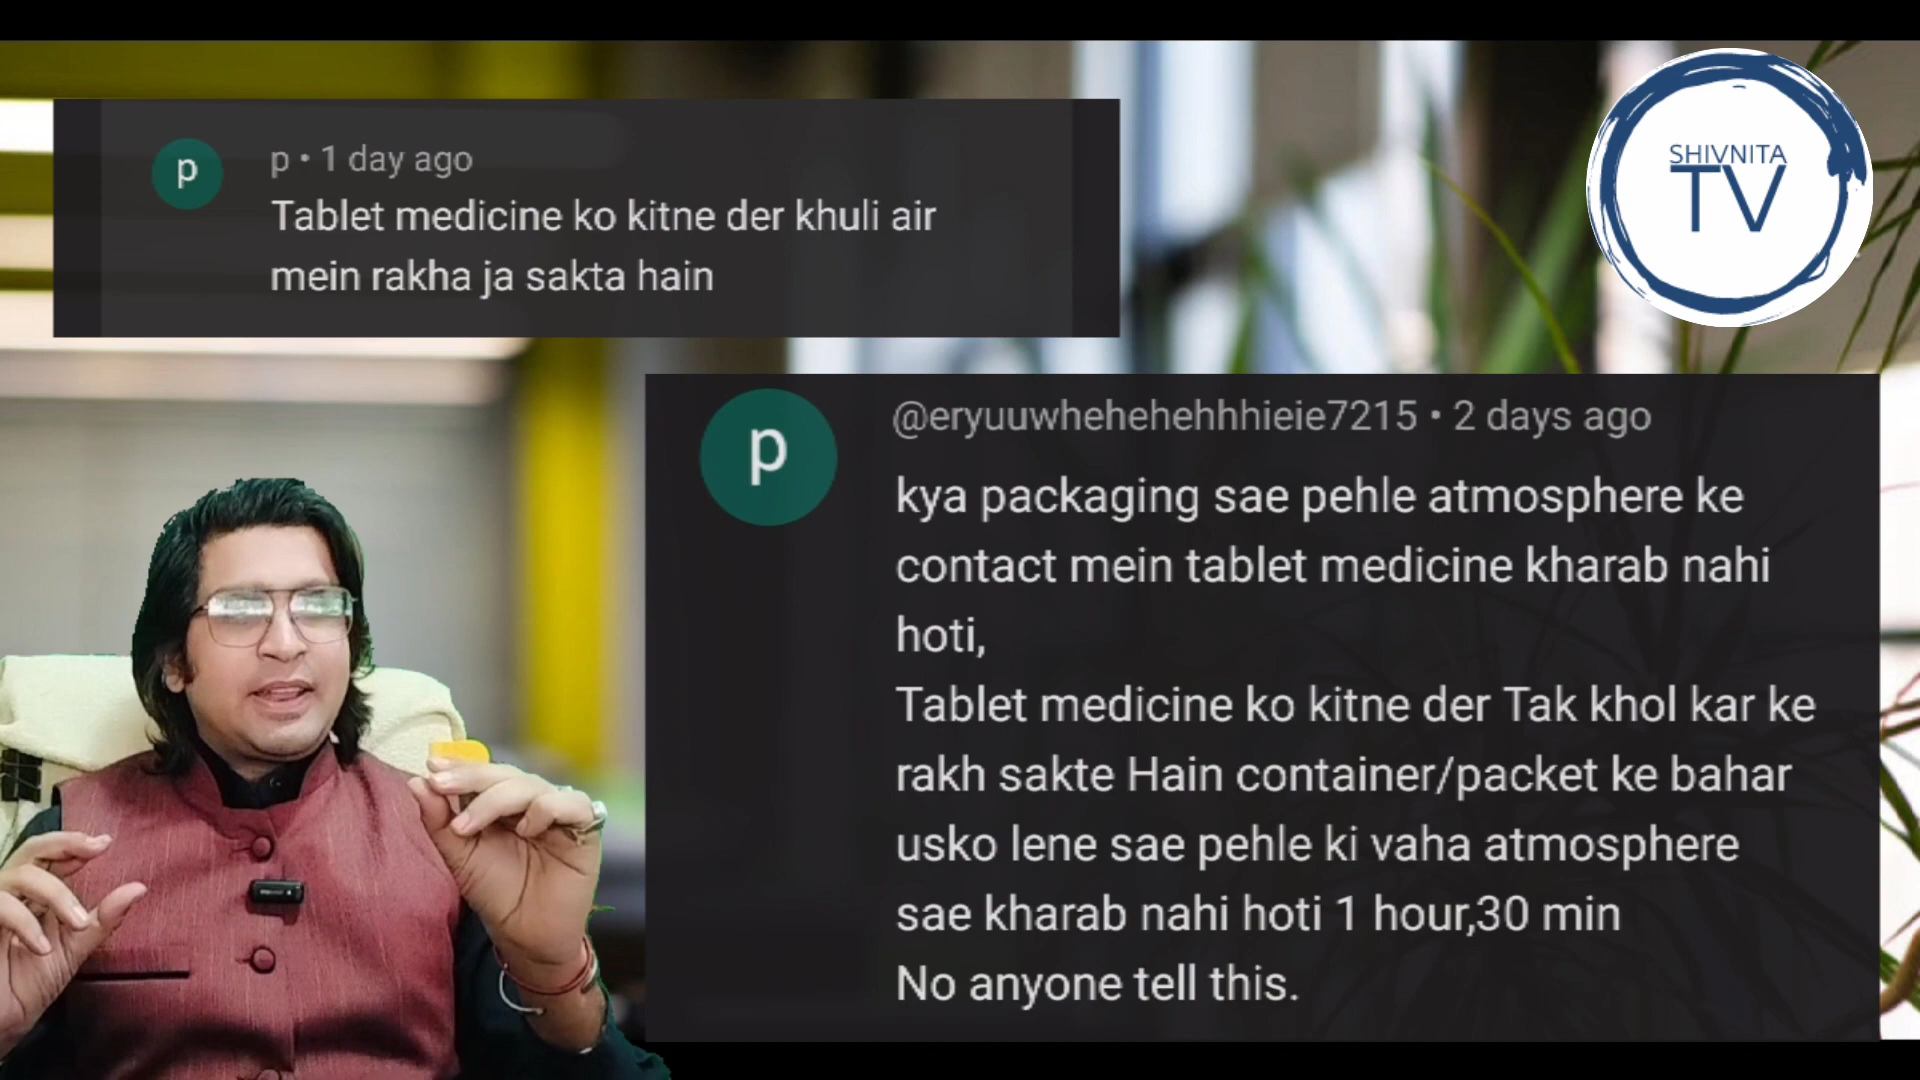 SHIVNITA
TV
p
p • 1 day ago
Tablet medicine ko kitne der khuli air
mein rakha ja sakta hain
p
@eryuuwhehehehhhieie7215 • 2 days ago
kya packaging sae pehle atmosphere ke
contact mein tablet medicine kharab nahi
hoti,
Tablet medicine ko kitne der Tak khol kar ke
rakh sakte Hain container/packet ke bahar
usko lene sae pehle ki vaha atmosphere
sae kharab nahi hoti 1 hour,30 min
No anyone tell this.